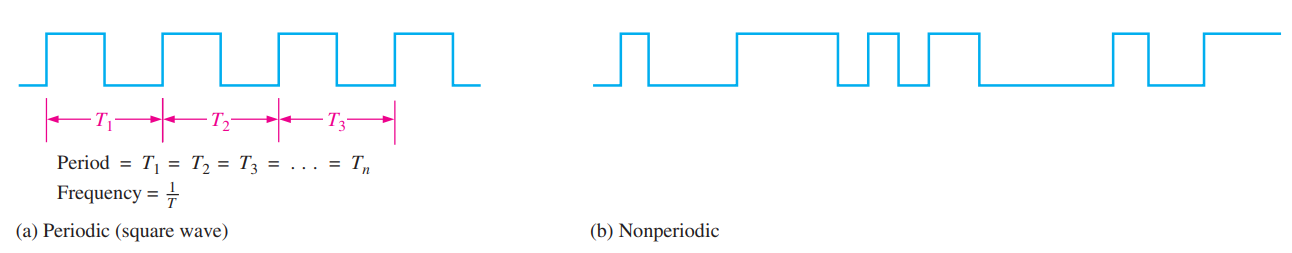 T₁ T₂ T₃
Period = T₁ = T₂ = T₃ = . . . = Tₙ
Frequency = 1/T
(a) Periodic (square wave)
(b) Nonperiodic